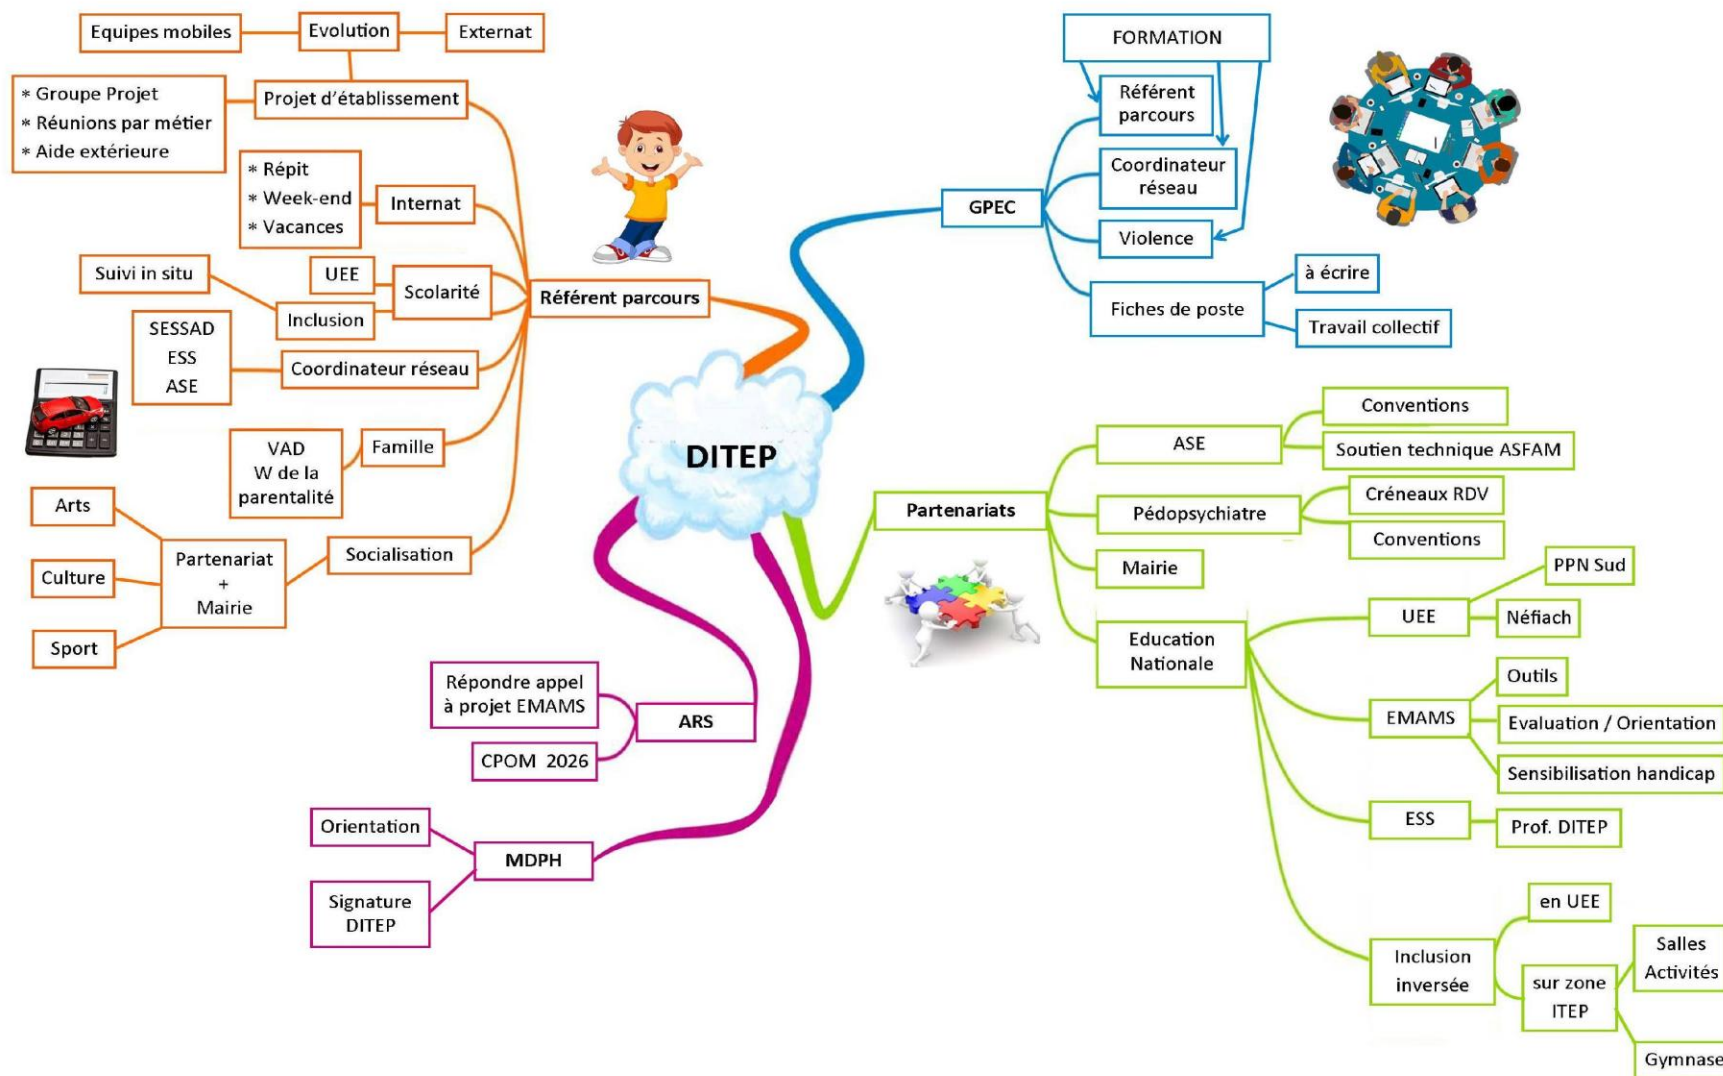 Equipes mobiles
Evolution
Externat
* Groupe Projet
* Réunions par métier
* Aide extérieure
Projet d'établissement
* Répit
* Week-end
* Vacances
Internat
Suivi in situ
UEE
Scolarité
Inclusion
Référent parcours
SESSAD
ESS
ASE
Coordinateur réseau
VAD
W de la
parentalité
Famille
Arts
Culture
Sport
Partenariat
+
Mairie
Socialisation
DITEP
FORMATION
Référent
parcours
Coordinateur
réseau
GPEC
Violence
Fiches de poste
à écrire
Travail collectif
Partenariats
ASE
Conventions
Soutien technique ASFAM
Pédopsychiatre
Créneaux RDV
Conventions
Mairie
Education
Nationale
UEE
PPN Sud
Néfiach
EMAMS
Outils
Evaluation / Orientation
Sensibilisation handicap
ESS
Prof. DITEP
Inclusion
inversée
en UEE
sur zone
ITEP
Salles
Activités
Gymnase
Répondre appel
à projet EMAMS
ARS
CPOM 2026
Orientation
MDPH
Signature
DITEP